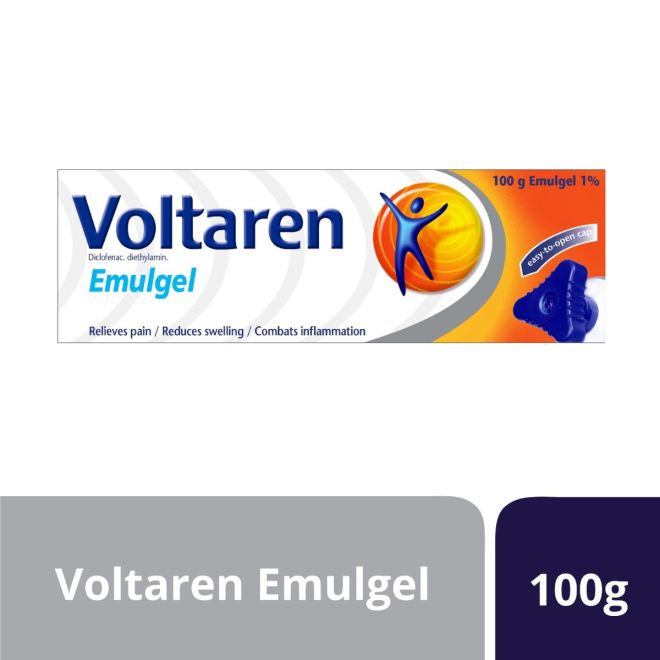 100 g Emulgel 1%
Voltaren
Diclofenac. diethylamin.
Emulgel
easy-to-open cap
Relieves pain / Reduces swelling / Combats inflammation
Voltaren Emulgel
100g